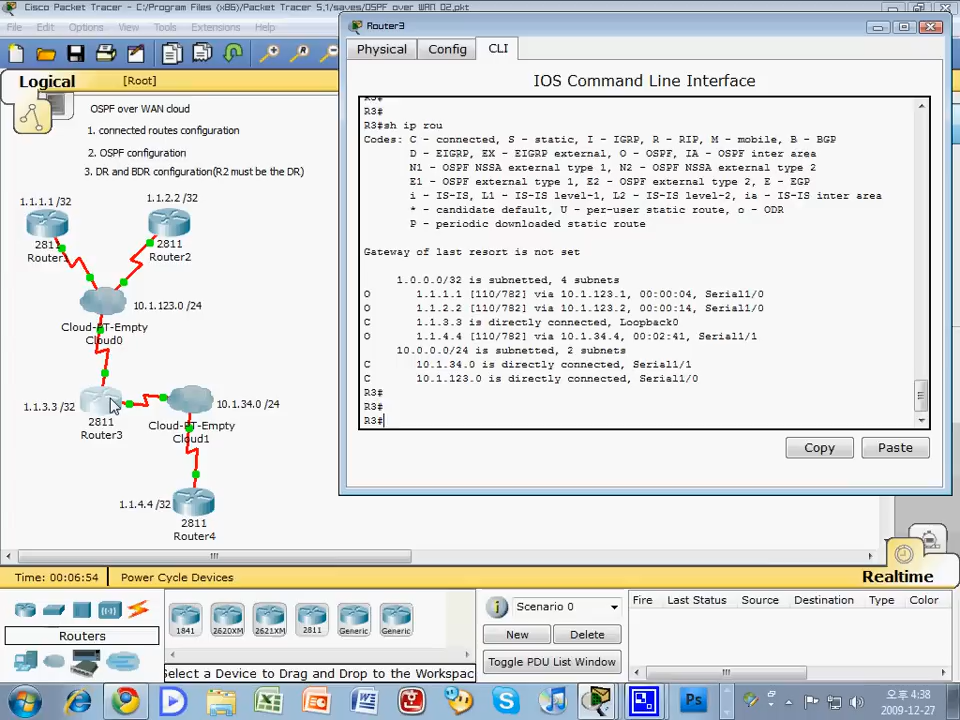 Cisco Packet Tracer - C:/Program Files (x86)/Packet Tracer 5.1/saves/OSPF over WAN 02.pkt
File Edit Options View Tools Extensions Help
Logical
[Root]
OSPF over WAN cloud
1. connected routes configuration
2. OSPF configuration
3. DR and BDR configuration(R2 must be the DR)
1.1.1.1 /32
1.1.2.2 /32
2811
Router1
2811
Router2
10.1.123.0 /24
Cloud-PT-Empty
Cloud0
1.1.3.3 /32
2811
Router3
10.1.34.0 /24
Cloud-PT-Empty
Cloud1
1.1.4.4 /32
2811
Router4
Router3
Physical Config CLI
IOS Command Line Interface
R3#
R3#
R3#sh ip rou
Codes: C - connected, S - static, I - IGRP, R - RIP, M - mobile, B - BGP
D - EIGRP, EX - EIGRP external, O - OSPF, IA - OSPF inter area
N1 - OSPF NSSA external type 1, N2 - OSPF NSSA external type 2
E1 - OSPF external type 1, E2 - OSPF external type 2, E - EGP
i - IS-IS, L1 - IS-IS level-1, L2 - IS-IS level-2, ia - IS-IS inter area
* - candidate default, U - per-user static route, o - ODR
P - periodic downloaded static route
Gateway of last resort is not set
1.0.0.0/32 is subnetted, 4 subnets
O 1.1.1.1 [110/782] via 10.1.123.1, 00:00:04, Serial1/0
O 1.1.2.2 [110/782] via 10.1.123.2, 00:00:14, Serial1/0
C 1.1.3.3 is directly connected, Loopback0
O 1.1.4.4 [110/782] via 10.1.34.4, 00:02:41, Serial1/1
10.0.0.0/24 is subnetted, 2 subnets
C 10.1.34.0 is directly connected, Serial1/1
C 10.1.123.0 is directly connected, Serial1/0
R3#
R3#
R3#
Copy Paste
Time: 00:06:54 Power Cycle Devices
Realtime
Routers
1841 2620XM 2621XM 2811 Generic Generic
Select a Device to Drag and Drop to the Workspac
Scenario 0
New Delete
Toggle PDU List Window
Fire Last Status Source Destination Type Color
오후 4:38
2009-12-27